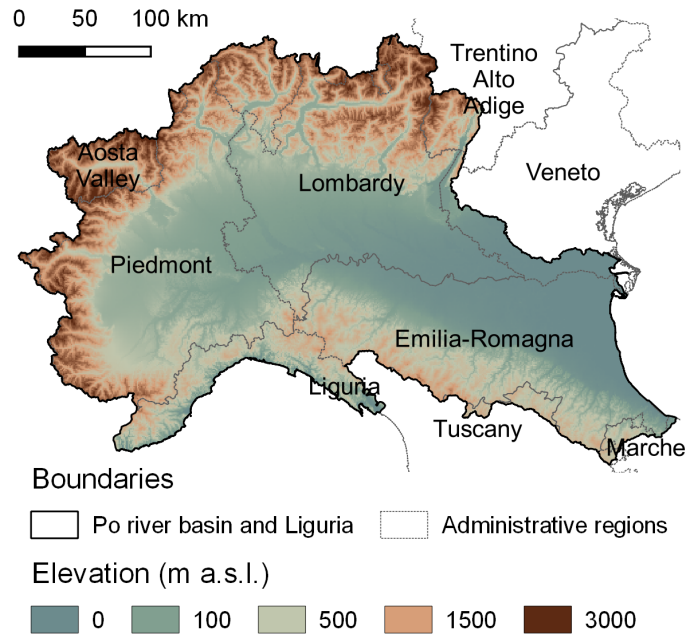 0 50 100 km
Trentino
Alto
Adige
Aosta
Valley
Lombardy
Veneto
Piedmont
Emilia-Romagna
Liguria
Tuscany
Marche
Boundaries
Po river basin and Liguria
Administrative regions
Elevation (m a.s.l.)
0 100 500 1500 3000